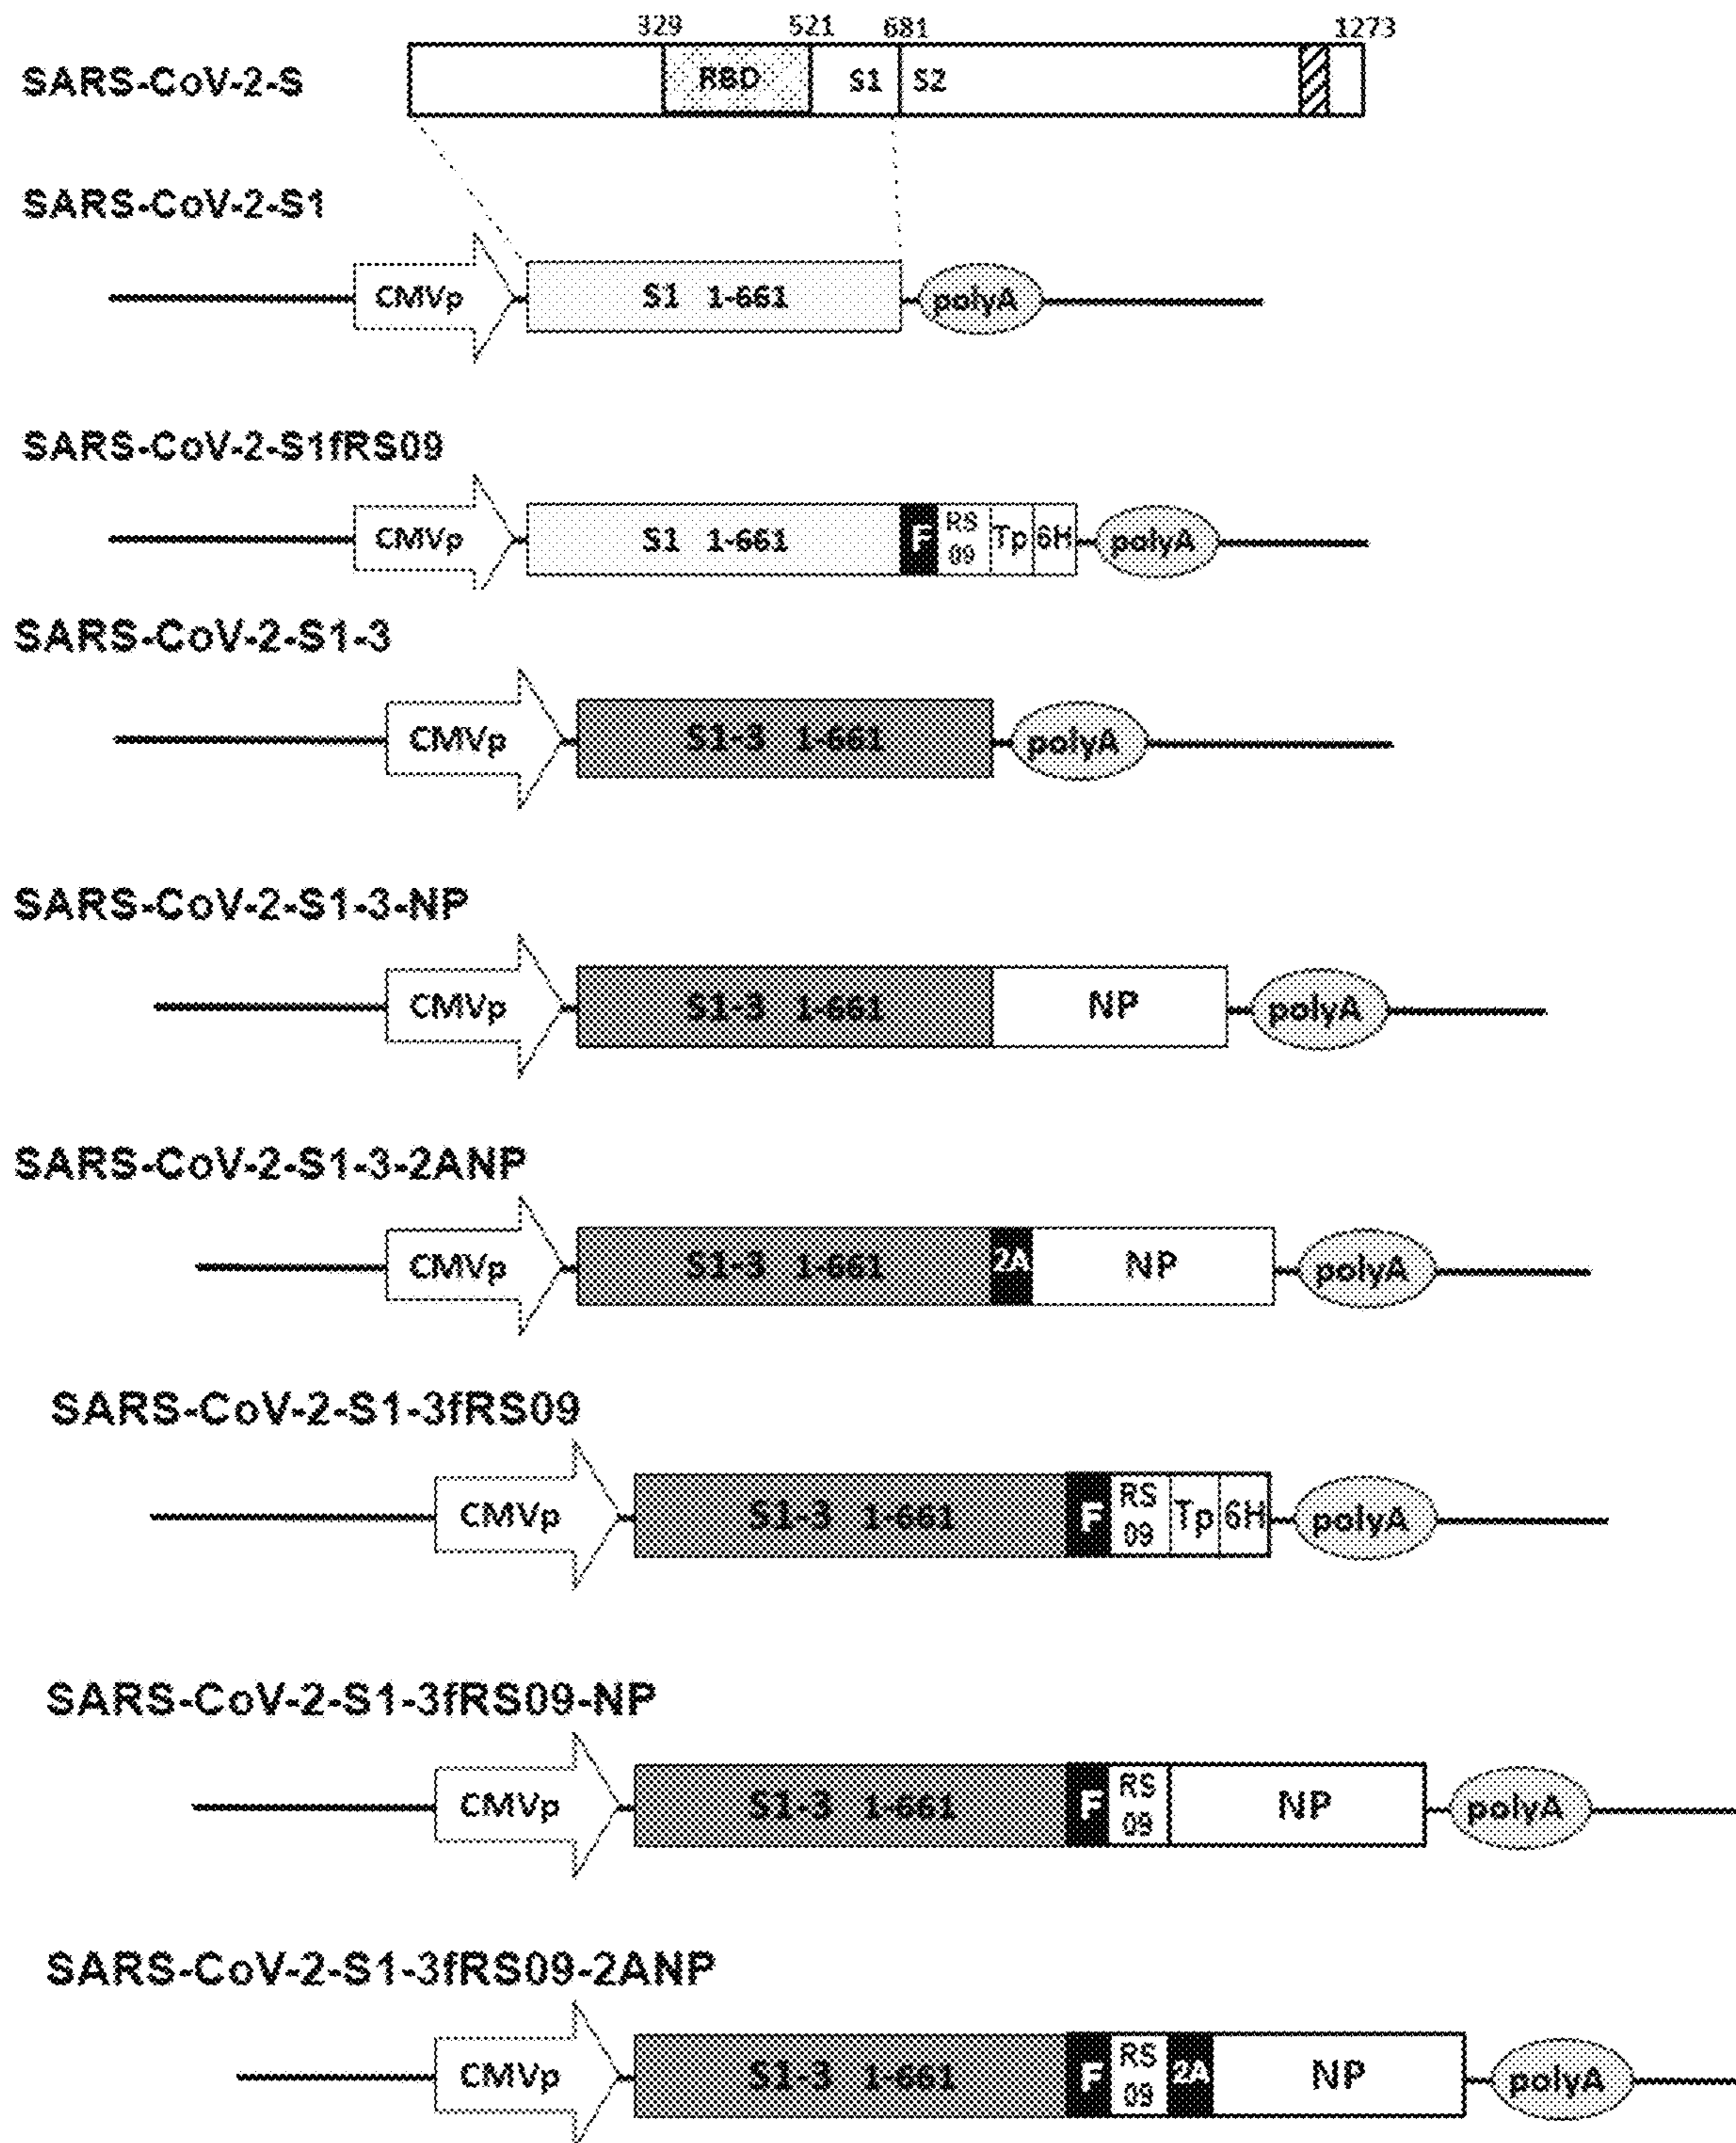 329 521 681 1273
SARS-CoV-2-S RBD S1 S2
SARS-CoV-2-S1
CMVp S1 1-661 polyA
SARS-CoV-2-S1fRS09
CMVp S1 1-661 F RS 09 Tp 6H polyA
SARS-CoV-2-S1-3
CMVp S1-3 1-661 polyA
SARS-CoV-2-S1-3-NP
CMVp S1-3 1-661 NP polyA
SARS-CoV-2-S1-3-2ANP
CMVp S1-3 1-661 2A NP polyA
SARS-CoV-2-S1-3fRS09
CMVp S1-3 1-661 F RS 09 Tp 6H polyA
SARS-CoV-2-S1-3fRS09-NP
CMVp S1-3 1-661 F RS 09 NP polyA
SARS-CoV-2-S1-3fRS09-2ANP
CMVp S1-3 1-661 F RS 09 2A NP polyA